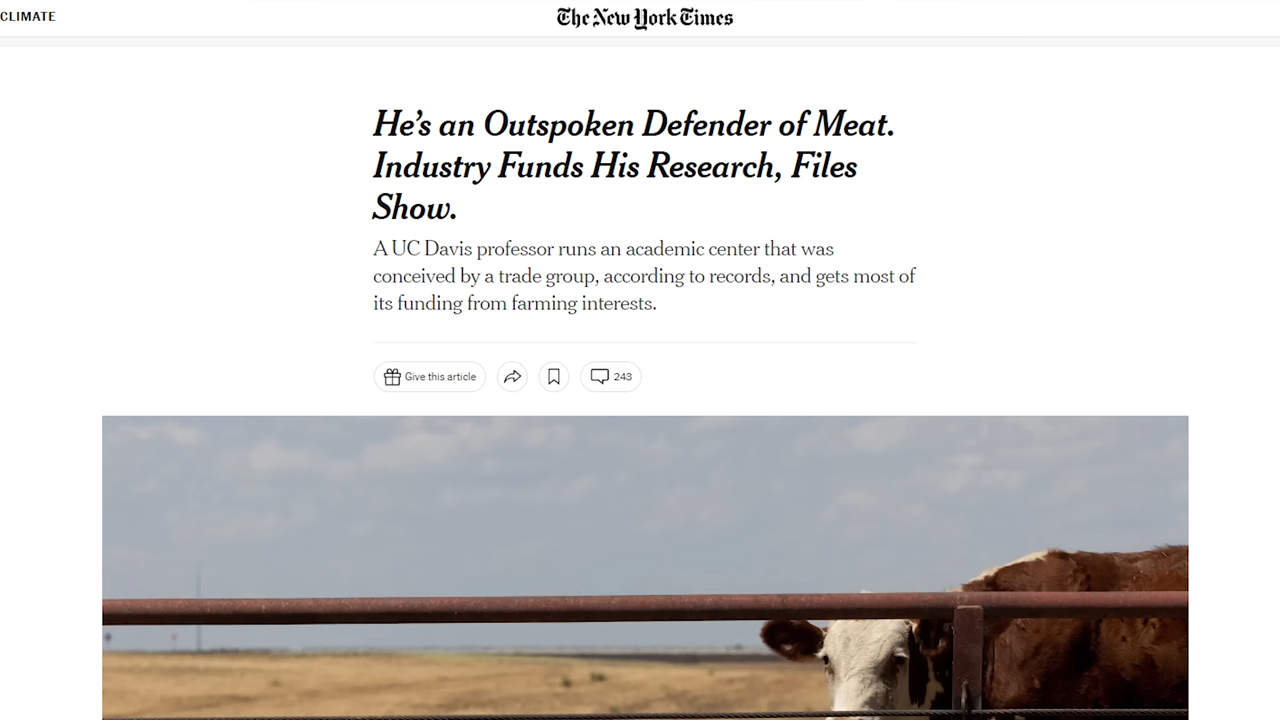 CLIMATE
The New York Times
He's an Outspoken Defender of Meat.
Industry Funds His Research, Files
Show.
A UC Davis professor runs an academic center that was
conceived by a trade group, according to records, and gets most of
its funding from farming interests.
Give this article
243